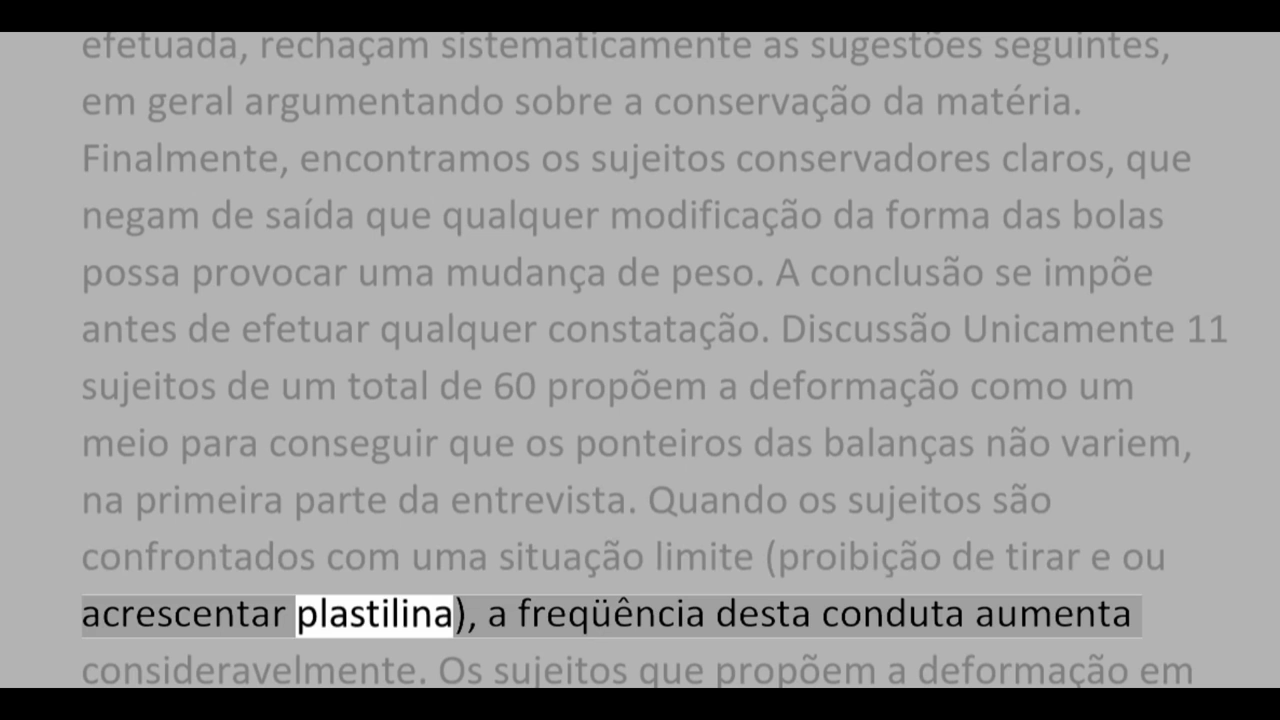 efetuada, rechaçam sistematicamente as sugestões seguintes,
em geral argumentando sobre a conservação da matéria.
Finalmente, encontramos os sujeitos conservadores claros, que
negam de saída que qualquer modificação da forma das bolas
possa provocar uma mudança de peso. A conclusão se impõe
antes de efetuar qualquer constatação. Discussão Unicamente 11
sujeitos de um total de 60 propõem a deformação como um
meio para conseguir que os ponteiros das balanças não variem,
na primeira parte da entrevista. Quando os sujeitos são
confrontados com uma situação limite (proibição de tirar e ou
acrescentar plastilina), a freqüência desta conduta aumenta
consideravelmente. Os sujeitos que propõem a deformação em